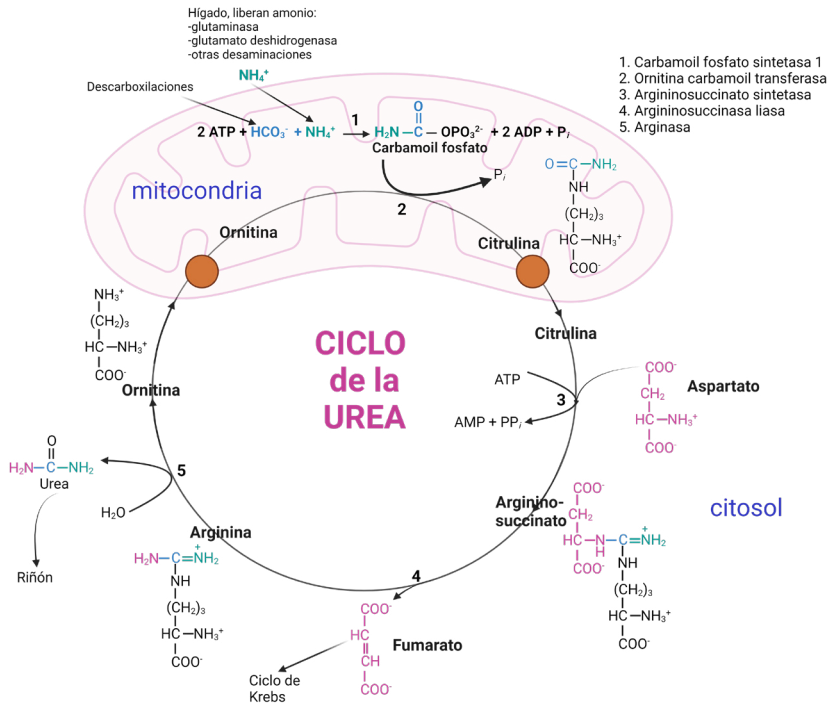 Hígado, liberan amonio:
-glutaminasa
-glutamato deshidrogenasa
-otras desaminaciones
NH₄⁺
Descarboxilaciones
1. Carbamoil fosfato sintetasa 1
2. Ornitina carbamoil transferasa
3. Argininosuccinato sintetasa
4. Argininosuccinasa liasa
5. Arginasa
O
2 ATP + HCO₃⁻ + NH₄⁺ 1 H₂N–C–OPO₃²⁻ + 2 ADP + Pᵢ
Carbamoil fosfato
mitocondria
Pᵢ
2
O=C–NH₂
NH
(CH₂)₃
HC–NH₃⁺
COO⁻
Ornitina
Citrulina
NH₃⁺
(CH₂)₃
HC–NH₃⁺
COO⁻
Ornitina
CICLO
de la
UREA
Citrulina
ATP
3
AMP + PPᵢ
COO⁻
CH₂
HC–NH₃⁺
COO⁻
Aspartato
O
H₂N–C–NH₂
Urea
5
H₂O
Riñón
Arginino-
succinato
COO⁻
CH₂
HC–N–C=NH₂
H
+
COO⁻
NH
(CH₂)₃
HC–NH₃⁺
COO⁻
citosol
Arginina
+
H₂N–C=NH₂
NH
(CH₂)₃
HC–NH₃⁺
COO⁻
4
COO⁻
HC
CH
COO⁻
Fumarato
Ciclo de
Krebs